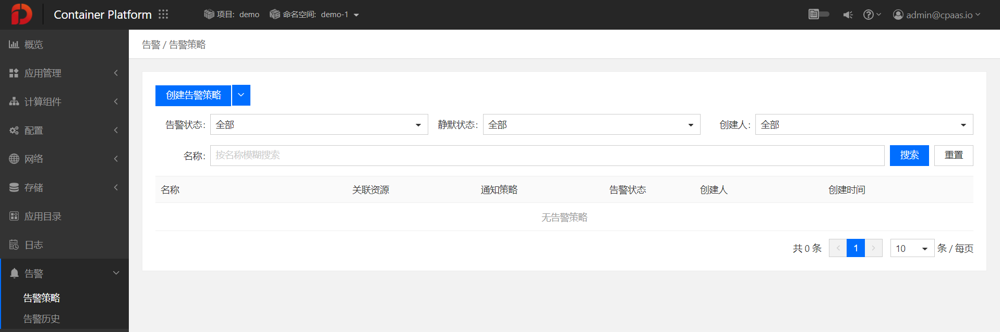 Container Platform 项目: demo 命名空间: demo-1 admin@cpaas.io
概览
应用管理
计算组件
配置
网络
存储
应用目录
日志
告警
告警策略
告警历史
告警 / 告警策略
创建告警策略
告警状态: 全部 静默状态: 全部 创建人: 全部
名称: 按名称模糊搜索 搜索 重置
名称 关联资源 通知策略 告警状态 创建人 创建时间
无告警策略
共 0 条 1 10 条 / 每页